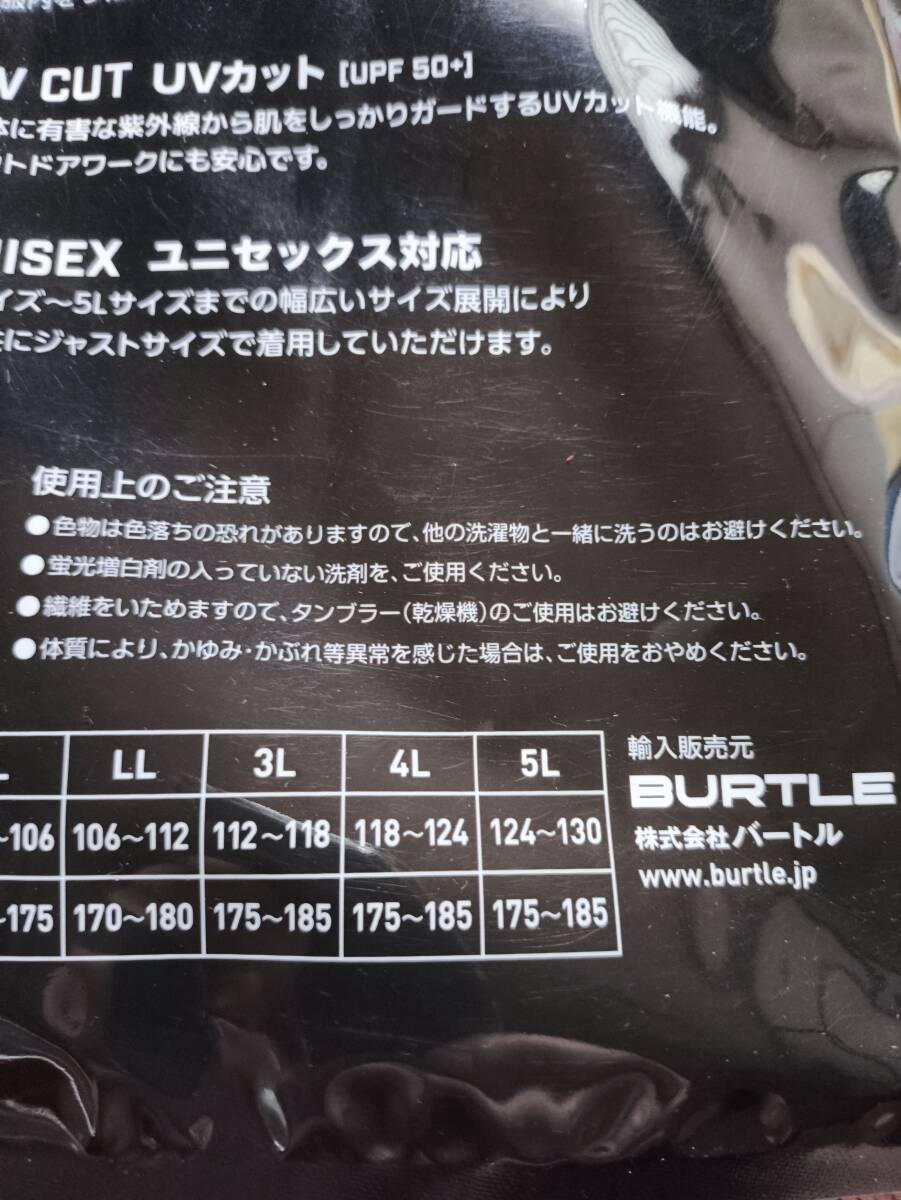 V CUT UVカット [UPF 50+]
に有害な紫外線から肌をしっかりガードするUVカット機能。
トドアワークにも安心です。
ISEX ユニセックス対応
イズ〜5Lサイズまでの幅広いサイズ展開により
にジャストサイズで着用していただけます。
使用上のご注意
●色物は色落ちの恐れがありますので、他の洗濯物と一緒に洗うのはお避けください。
●蛍光増白剤の入っていない洗剤を、ご使用ください。
●繊維をいためますので、タンブラー(乾燥機)のご使用はお避けください。
●体質により、かゆみ・かぶれ等異常を感じた場合は、ご使用をおやめください。
L LL 3L 4L 5L
〜106 106〜112 112〜118 118〜124 124〜130
〜175 170〜180 175〜185 175〜185 175〜185
輸入販売元
BURTLE
株式会社バートル
www.burtle.jp